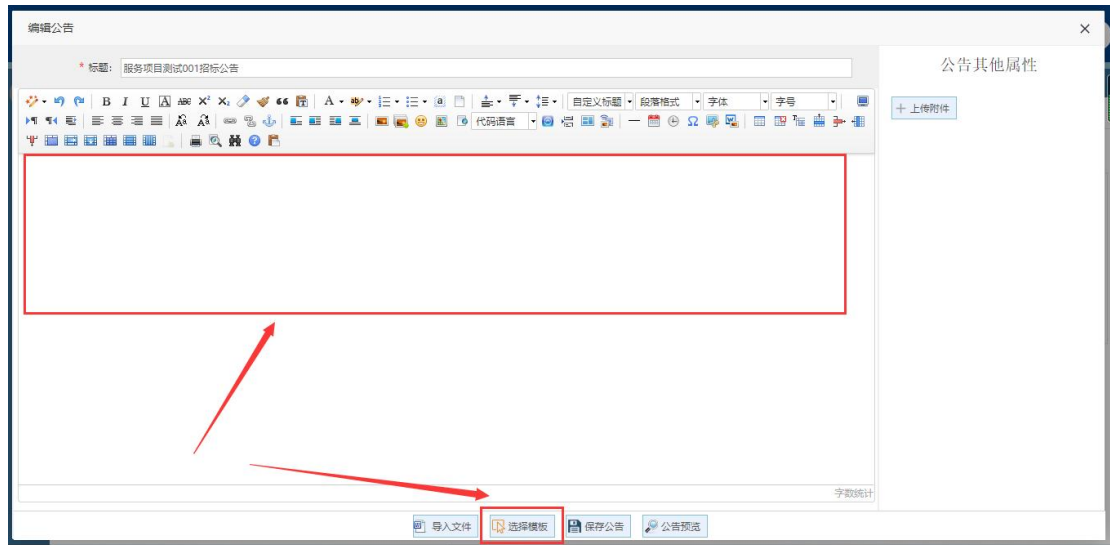 编辑公告
* 标题: 服务项目测试001招标公告
公告其他属性
自定义标题 段落格式 字体 字号
上传附件
代码语言
字数统计
导入文件 选择模板 保存公告 公告预览